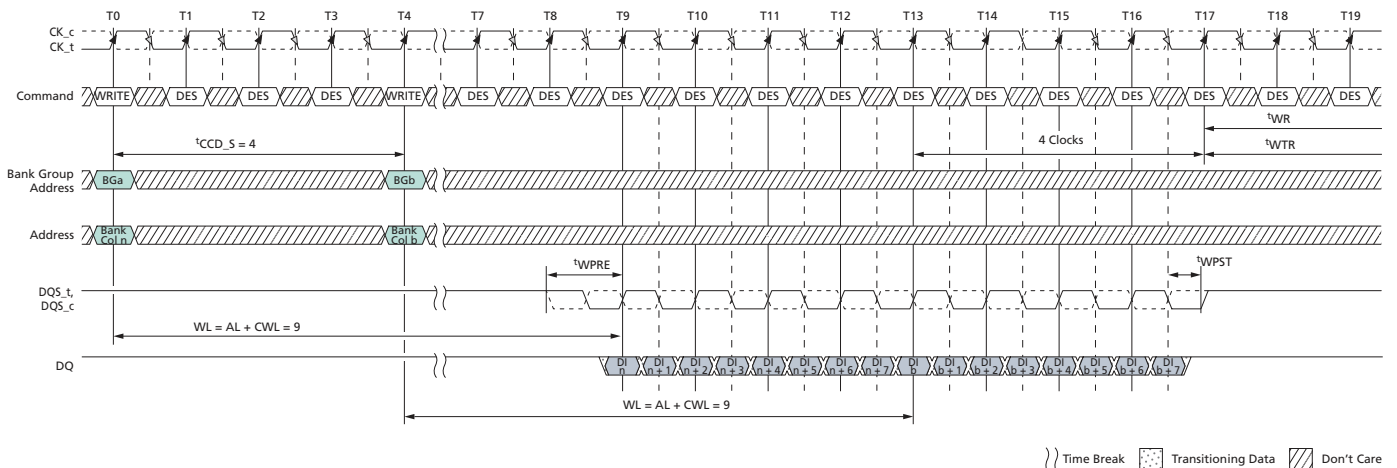 T0 T1 T2 T3 T4 T7 T8 T9 T10 T11 T12 T13 T14 T15 T16 T17 T18 T19
CK_c
CK_t
Command WRITE DES DES DES WRITE DES DES DES DES DES DES DES DES DES DES DES DES DES
tWR
tCCD_S = 4 4 Clocks tWTR
Bank Group
Address
BGa BGb
Address
Bank
Col n
Bank
Col b
tWPRE tWPST
DQS_t,
DQS_c
WL = AL + CWL = 9
DQ
DI
n
DI
n + 1
DI
n + 2
DI
n + 3
DI
n + 4
DI
n + 5
DI
n + 6
DI
n + 7
DI
b
DI
b + 1
DI
b + 2
DI
b + 3
DI
b + 4
DI
b + 5
DI
b + 6
DI
b + 7
WL = AL + CWL = 9
Time Break Transitioning Data Don't Care